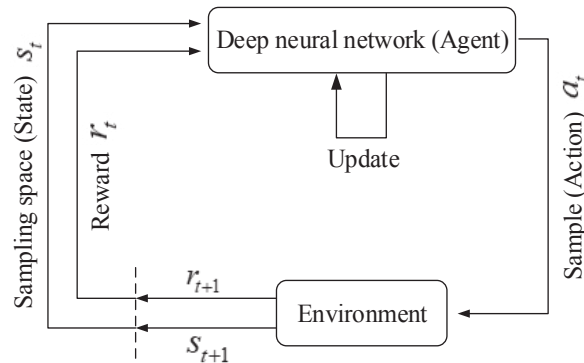 Deep neural network (Agent)
Update
Sampling space (State) s_t
Reward r_t
Sample (Action) a_t
r_{t+1}
Environment
s_{t+1}